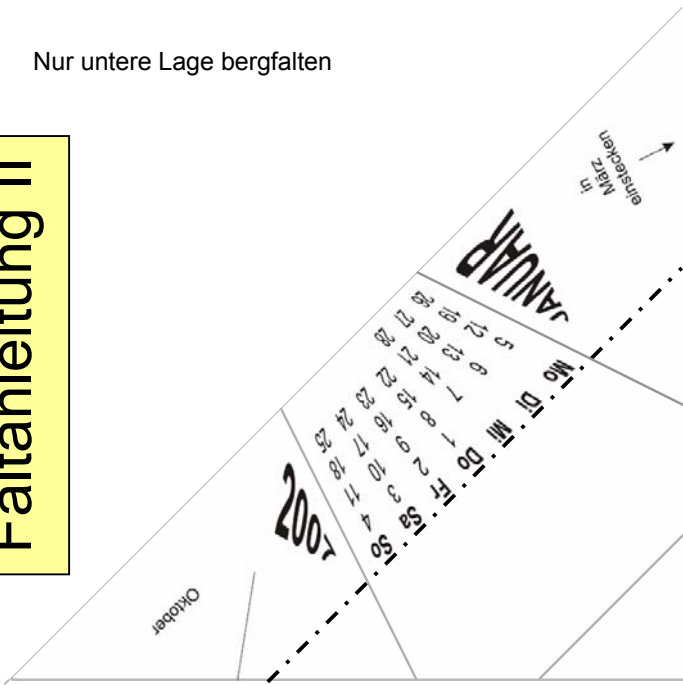 Nur untere Lage bergfalten
Faltanleitung II
in
März
einstecken
JANUAR
Mo Di Mi Do Fr Sa So
1 2 3 4
5 6 7 8 9 10 11
12 13 14 15 16 17 18
19 20 21 22 23 24 25
26 27 28
Oktober